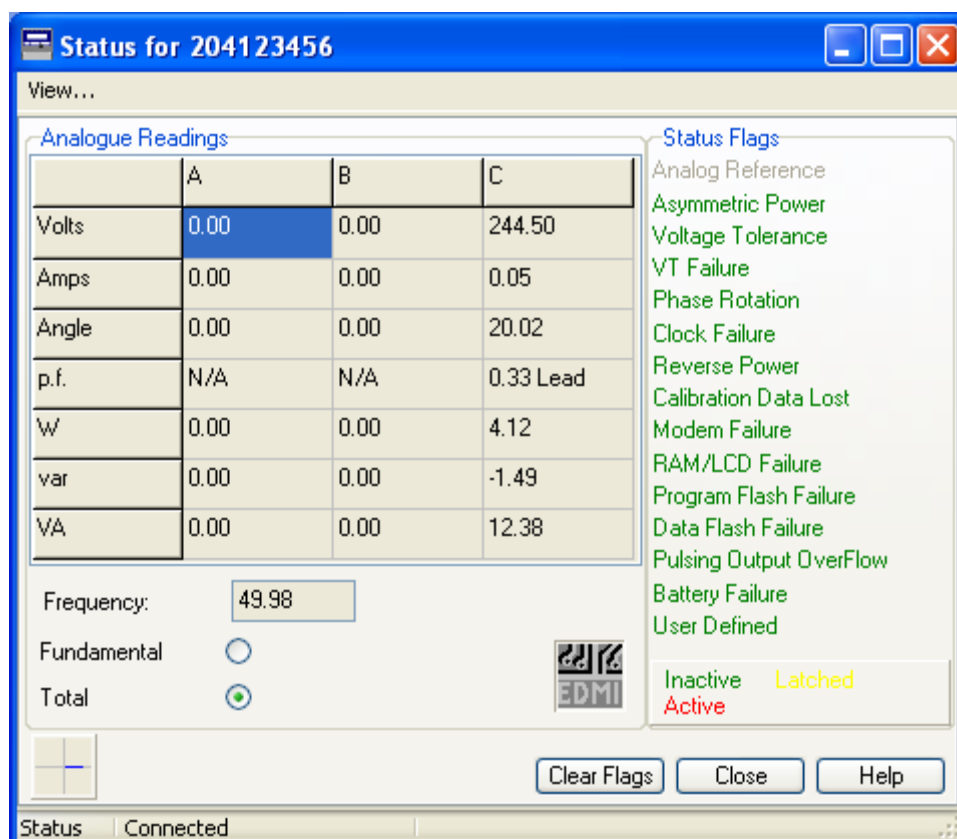 Status for 204123456
View...
Analogue Readings
A B C
Volts 0.00 0.00 244.50
Amps 0.00 0.00 0.05
Angle 0.00 0.00 20.02
p.f. N/A N/A 0.33 Lead
W 0.00 0.00 4.12
var 0.00 0.00 -1.49
VA 0.00 0.00 12.38
Frequency: 49.98
Fundamental
Total
EDMI
Status Flags
Analog Reference
Asymmetric Power
Voltage Tolerance
VT Failure
Phase Rotation
Clock Failure
Reverse Power
Calibration Data Lost
Modem Failure
RAM/LCD Failure
Program Flash Failure
Data Flash Failure
Pulsing Output OverFlow
Battery Failure
User Defined
Inactive Latched
Active
Clear Flags Close Help
Status Connected